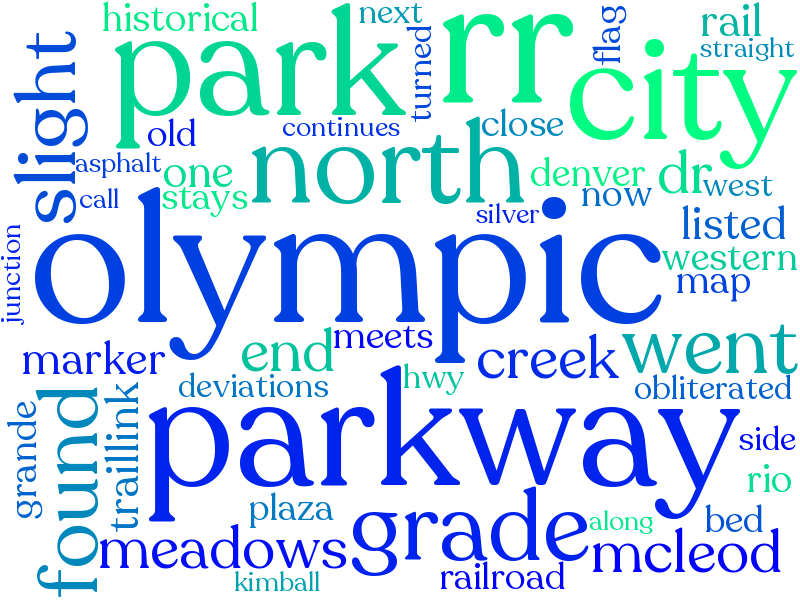 historical
next
rail
straight
flag
turned
park
rr
city
slight
old
continues
close
asphalt
one
north
denver
dr
call
stays
now
west
silver
listed
olympic
western
junction
map
meets
marker
end
creek
went
deviations
hwy
obliterated
grande
found
traillink
parkway
side
rio
plaza
grade
along
bed
meadows
mcleod
kimball
railroad